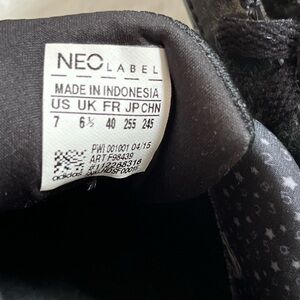 NEO LABEL
MADE IN INDONESIA
US UK FR JP CHN
7 6½ 40 255 245
PWI 001001 04/15
ART F98439
adidas